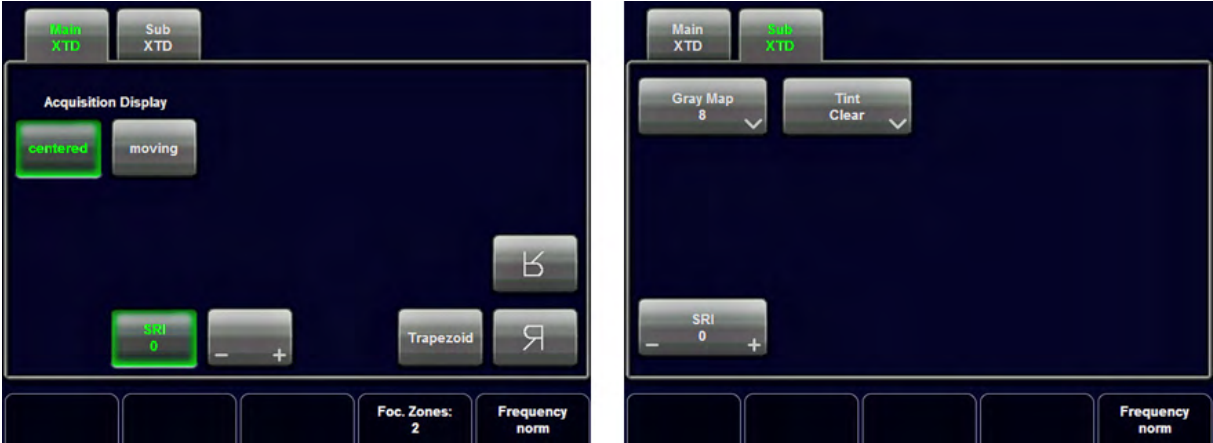 Main
XTD
Sub
XTD
Acquisition Display
centered
moving
R
SRI
0
- +
Trapezoid
R
Foc. Zones:
2
Frequency
norm
Main
XTD
Sub
XTD
Gray Map
8
Tint
Clear
SRI
- 0 +
Frequency
norm